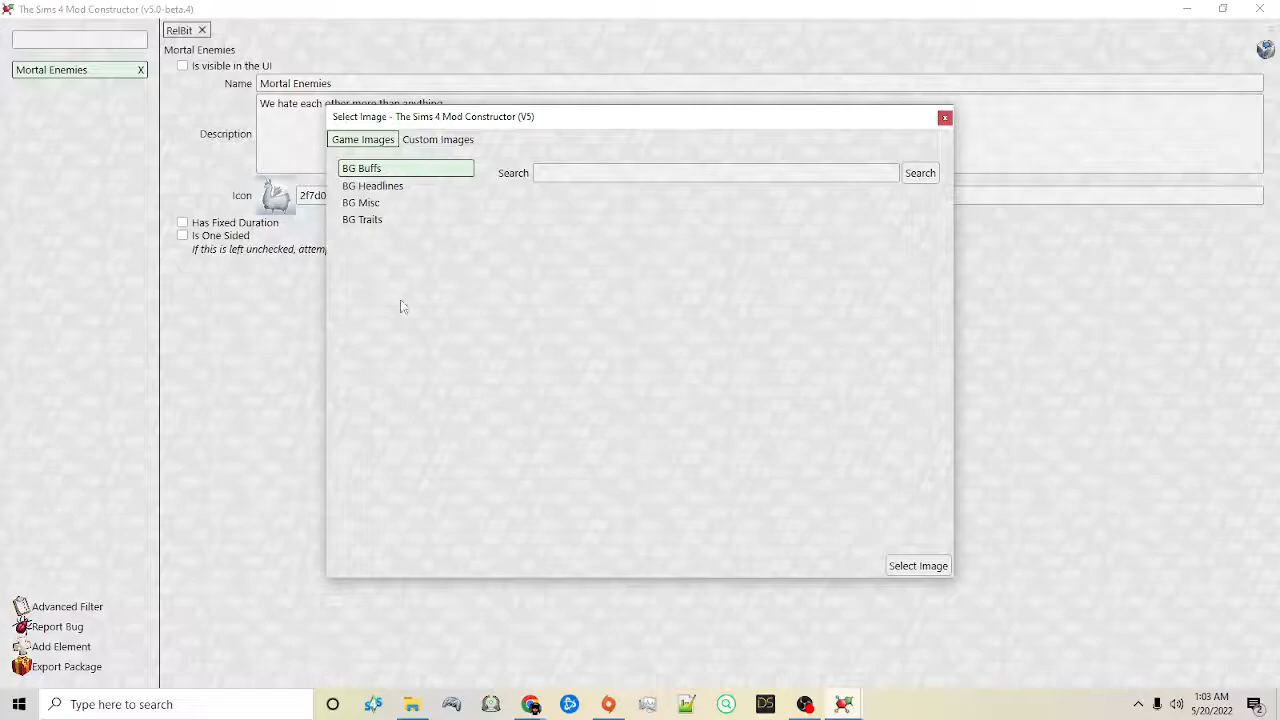 The Sims 4 Mod Constructor (v5.0-beta.4)
RelBit X
Mortal Enemies
Is visible in the UI
Mortal Enemies X
Name Mortal Enemies
We hate each other more than anything
Description
Select Image - The Sims 4 Mod Constructor (V5)
x
Game Images Custom Images
BG Buffs
BG Headlines
BG Misc
BG Traits
Search Search
Icon 2f7d0
Has Fixed Duration
Is One Sided
If this is left unchecked, attem
Select Image
Advanced Filter
Report Bug
Add Element
Export Package
Type here to search
DS
1:03 AM
5/20/2022
2